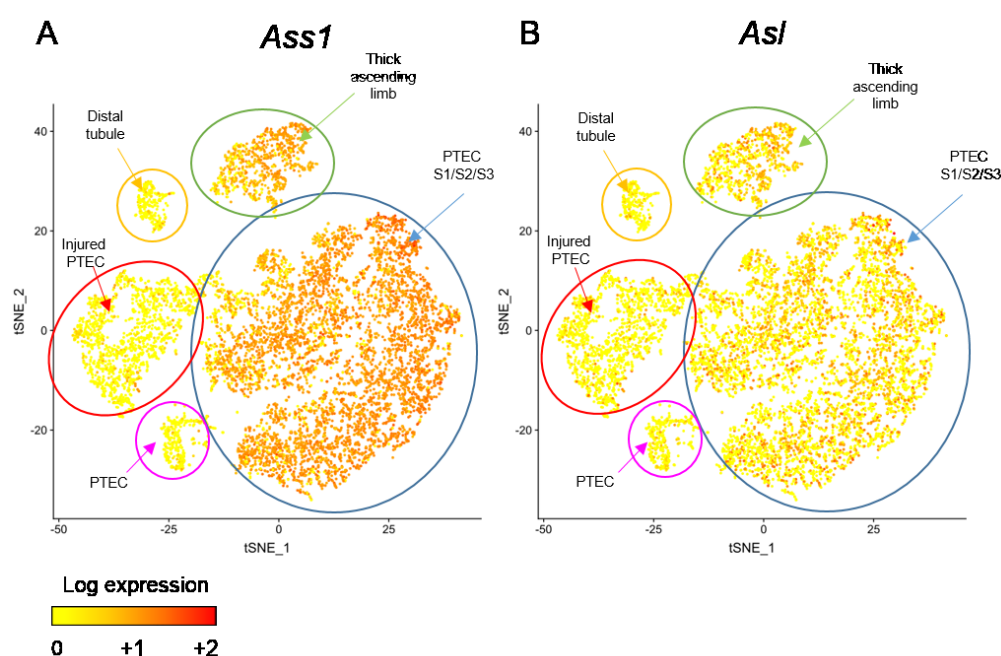 A
Ass1
Thick
ascending
limb
Distal
tubule
PTEC
S1/S2/S3
Injured
PTEC
PTEC
tSNE_2
40
20
0
-20
-50
-25
0
25
tSNE_1
B
Asl
Thick
ascending
limb
Distal
tubule
PTEC
S1/S2/S3
Injured
PTEC
PTEC
tSNE_2
40
20
0
-20
-50
-25
0
25
tSNE_1
Log expression
0 +1 +2